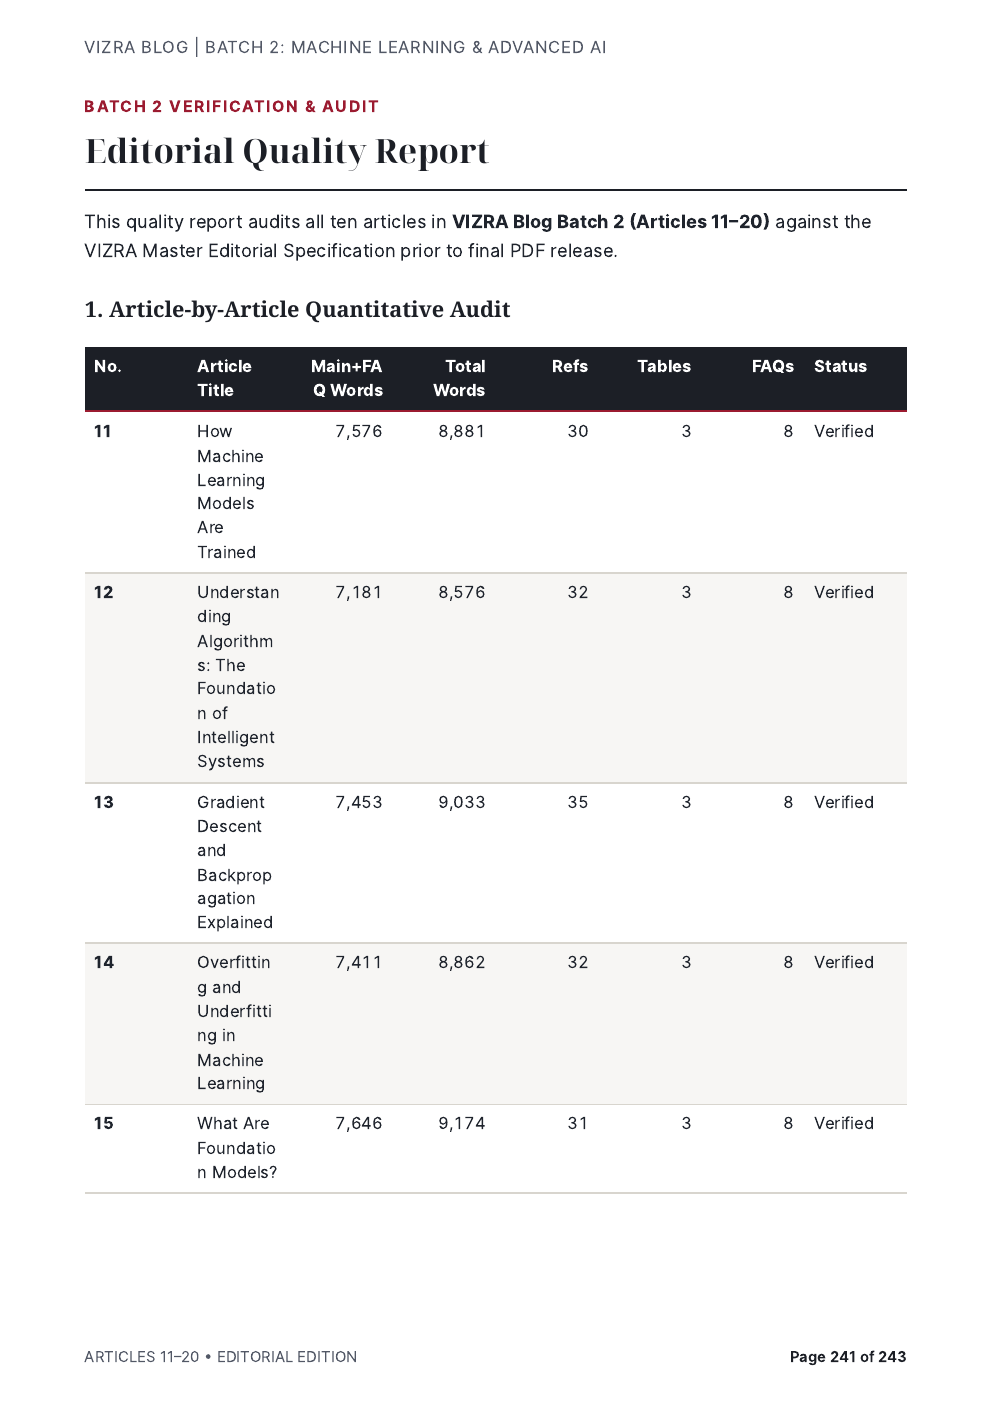 VIZRA BLOG | BATCH 2: MACHINE LEARNING & ADVANCED AI
BATCH 2 VERIFICATION & AUDIT
Editorial Quality Report
This quality report audits all ten articles in VIZRA Blog Batch 2 (Articles 11–20) against the
VIZRA Master Editorial Specification prior to final PDF release.
1. Article-by-Article Quantitative Audit
No. Article Main+FA Total Refs Tables FAQs Status
Title Q Words Words
11 How 7,576 8,881 30 3 8 Verified
Machine
Learning
Models
Are
Trained
12 Understan 7,181 8,576 32 3 8 Verified
ding
Algorithm
s: The
Foundatio
n of
Intelligent
Systems
13 Gradient 7,453 9,033 35 3 8 Verified
Descent
and
Backprop
agation
Explained
14 Overfittin 7,411 8,862 32 3 8 Verified
g and
Underfitti
ng in
Machine
Learning
15 What Are 7,646 9,174 31 3 8 Verified
Foundatio
n Models?
ARTICLES 11–20 • EDITORIAL EDITION Page 241 of 243